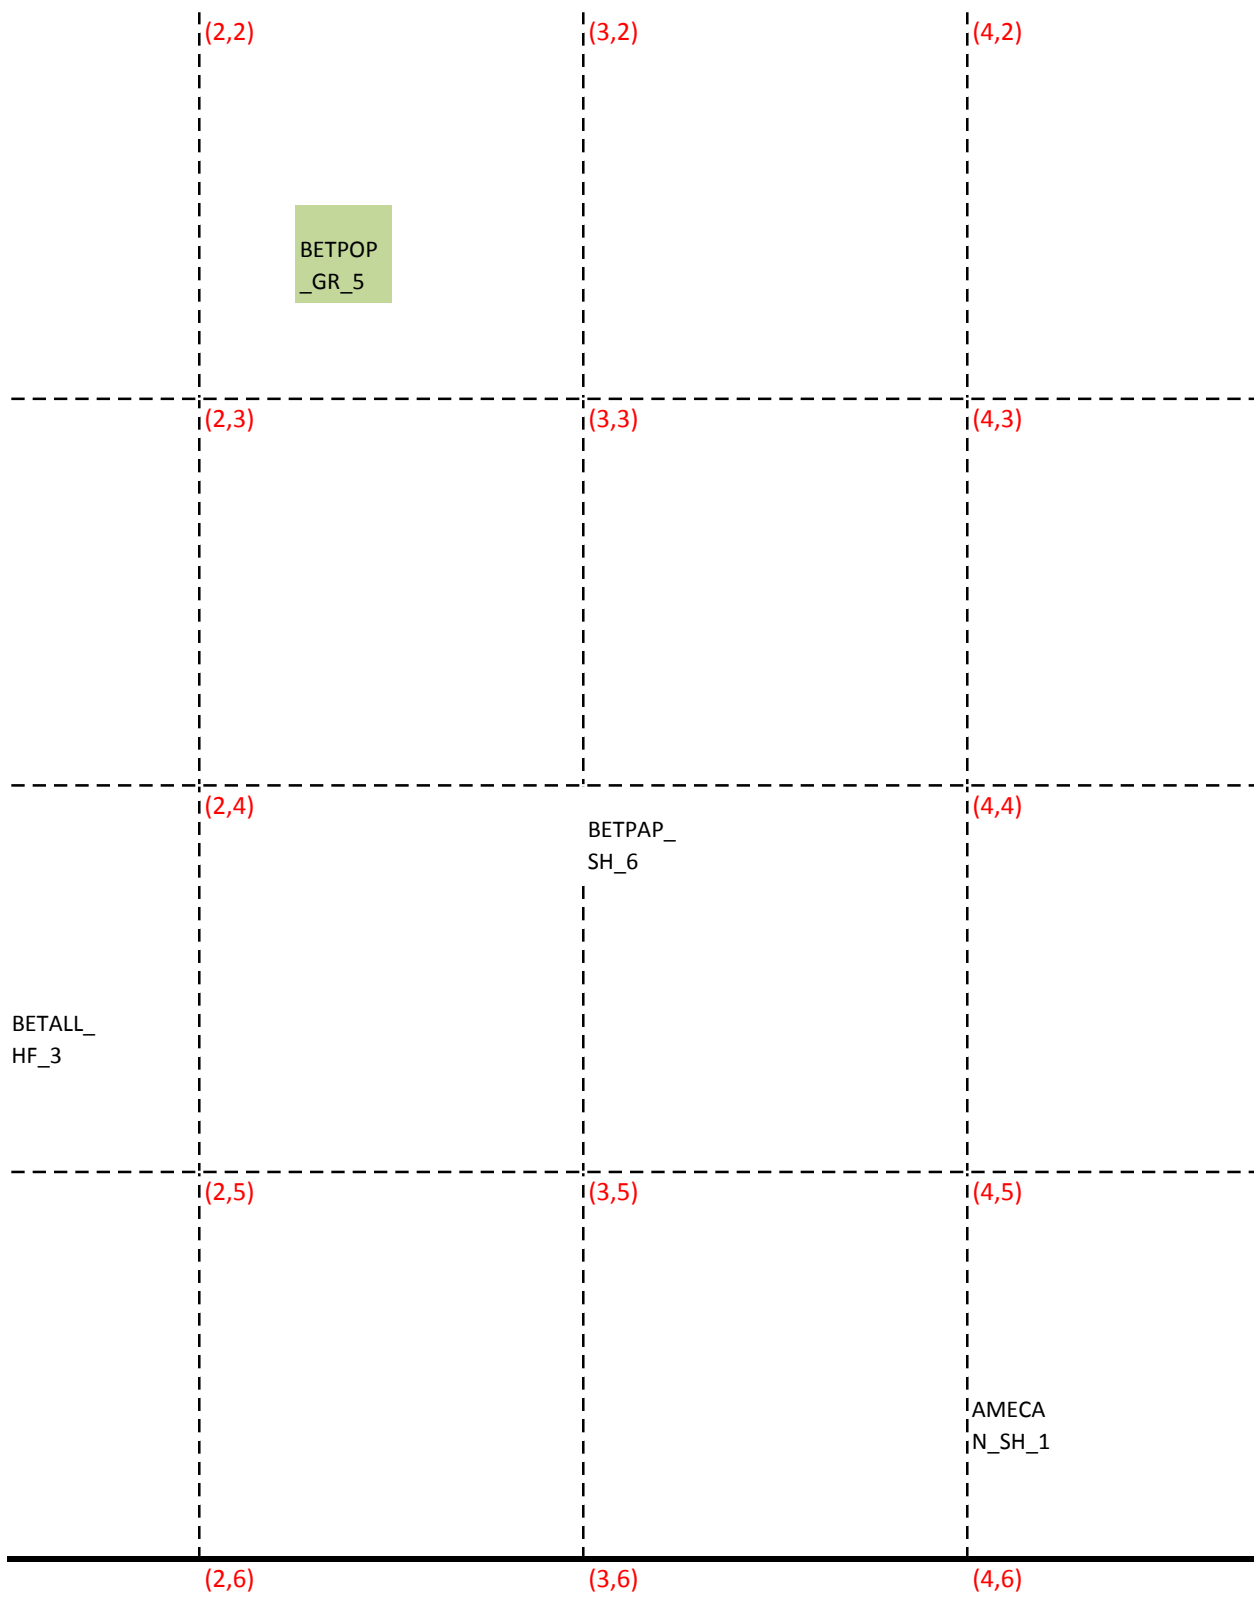 (2,2) (3,2) (4,2)
BETPOP
_GR_5
(2,3) (3,3) (4,3)
(2,4) (4,4)
BETPAP_
SH_6
BETALL_
HF_3
(2,5) (3,5) (4,5)
AMECA
N_SH_1
(2,6) (3,6) (4,6)